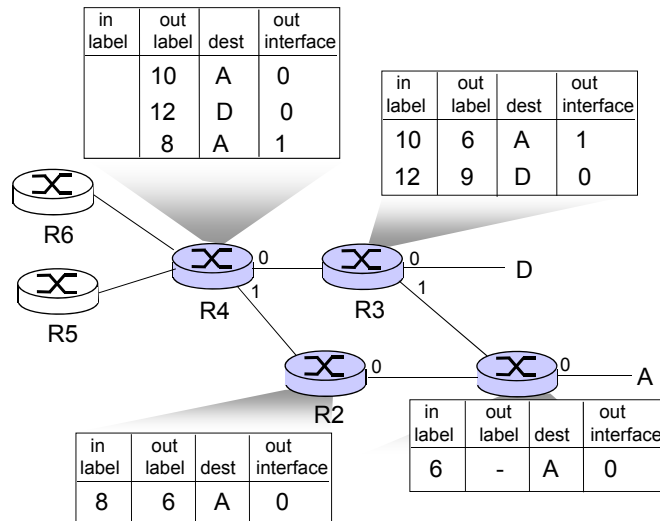 in out out
label label dest interface
10 A 0
12 D 0
8 A 1
in out out
label label dest interface
10 6 A 1
12 9 D 0
R6
0 0
D
R4 1 R3 1
R5
0 0
A
R2
in out out
label label dest interface
6 - A 0
in out out
label label dest interface
8 6 A 0